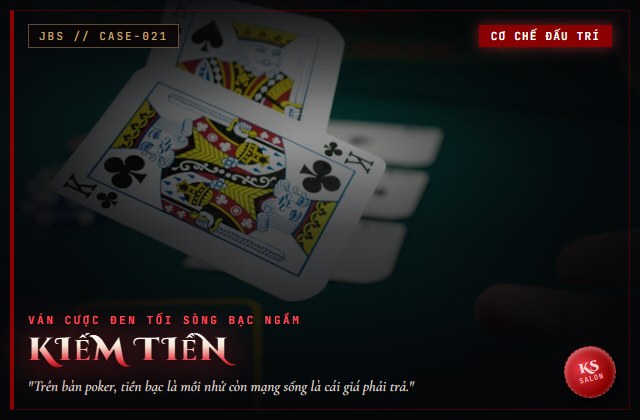 JBS // CASE-021
CƠ CHẾ ĐẤU TRÍ
K
K
K
VÁN CƯỢC ĐEN TỐI SÒNG BẠC NGẦM
KIẾM TIỀN
"Trên bàn poker, tiền bạc là mồi nhử còn mạng sống là cái giá phải trả."
KS
SALON